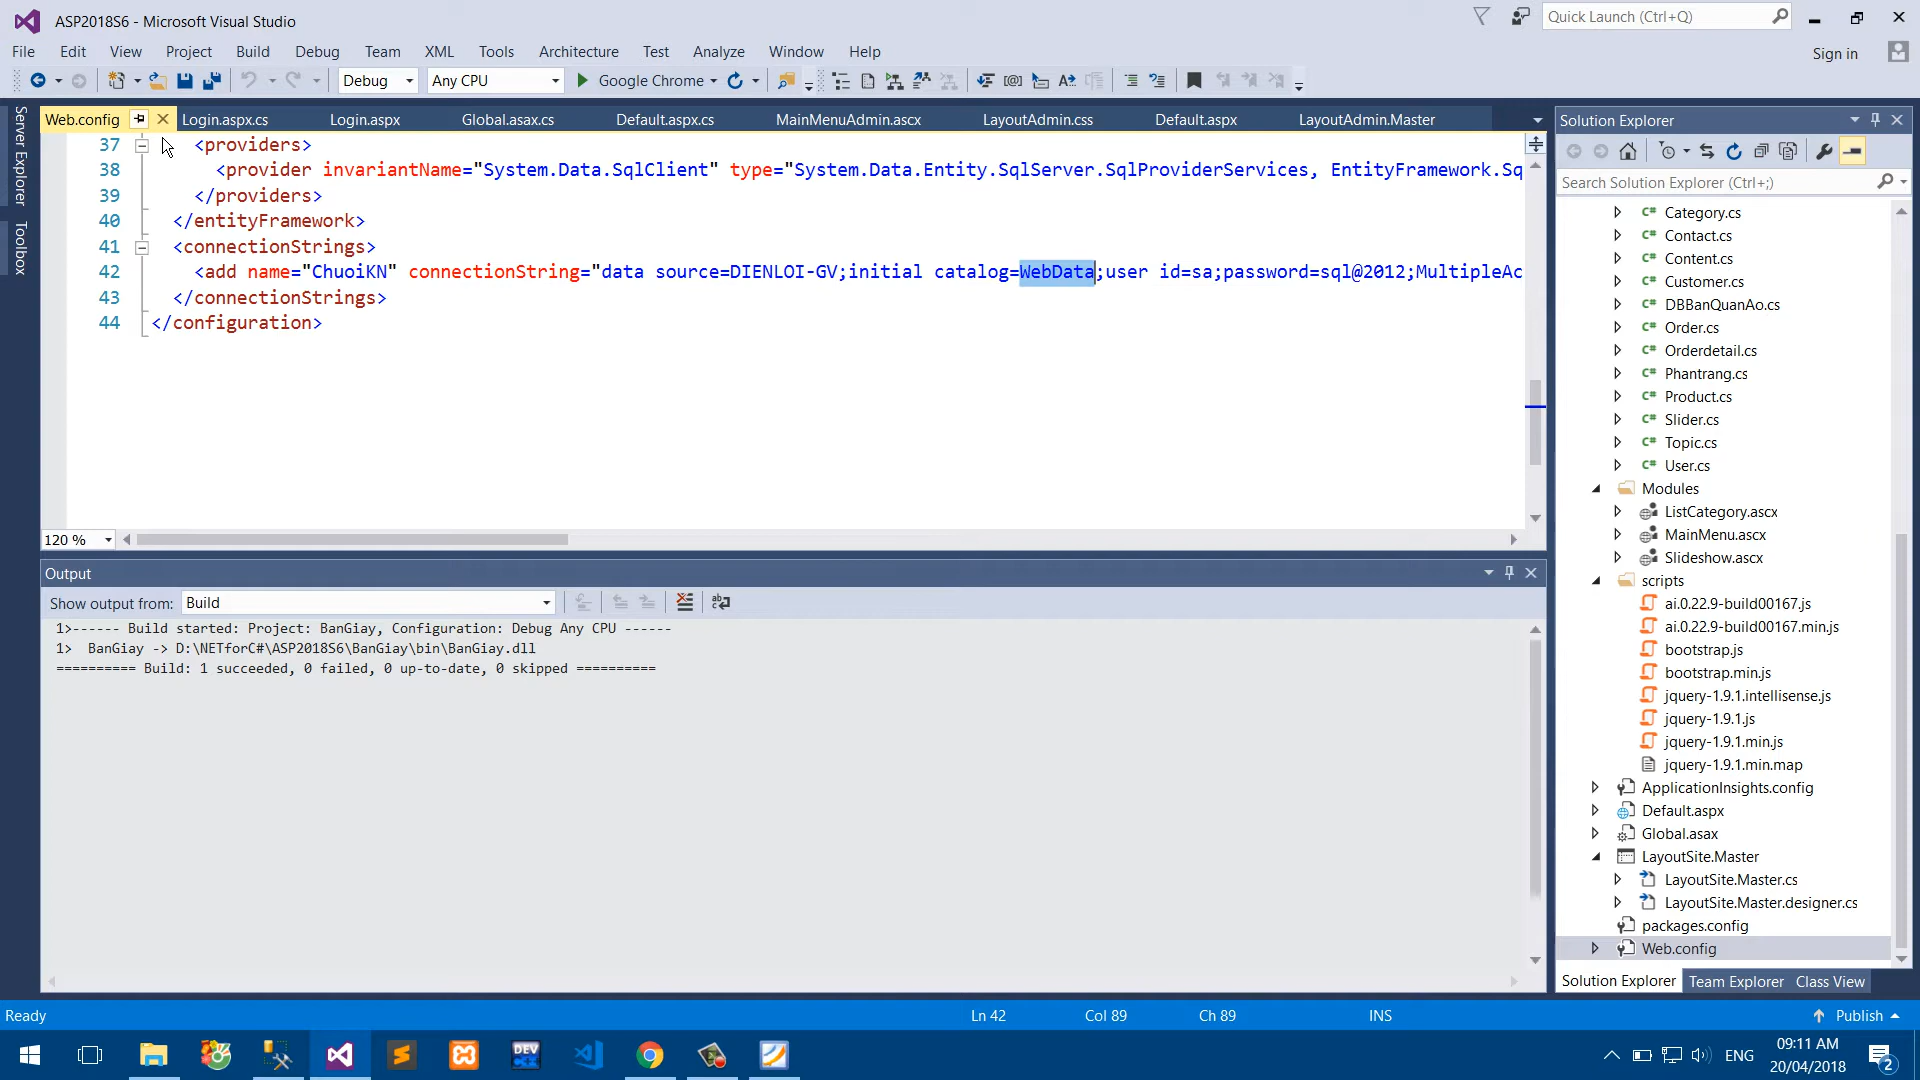 ASP2018S6 - Microsoft Visual Studio
Quick Launch (Ctrl+Q)
File Edit View Project Build Debug Team XML Tools Architecture Test Analyze Window Help
Sign in
Debug Any CPU Google Chrome
Server Explorer
Toolbox
Web.config Login.aspx.cs Login.aspx Global.asax.cs Default.aspx.cs MainMenuAdmin.ascx LayoutAdmin.css Default.aspx LayoutAdmin.Master
37 <providers>
38 <provider invariantName="System.Data.SqlClient" type="System.Data.Entity.SqlServer.SqlProviderServices, EntityFramework.Sq
39 </providers>
40 </entityFramework>
41 <connectionStrings>
42 <add name="ChuoiKN" connectionString="data source=DIENLOI-GV;initial catalog=WebData;user id=sa;password=sql@2012;MultipleAc
43 </connectionStrings>
44 </configuration>
120 %
Output
Show output from: Build
1>------ Build started: Project: BanGiay, Configuration: Debug Any CPU ------
1>  BanGiay -> D:\NETforC#\ASP2018S6\BanGiay\bin\BanGiay.dll
========== Build: 1 succeeded, 0 failed, 0 up-to-date, 0 skipped ==========
Solution Explorer
Search Solution Explorer (Ctrl+;)
C# Category.cs
C# Contact.cs
C# Content.cs
C# Customer.cs
C# DBBanQuanAo.cs
C# Order.cs
C# Orderdetail.cs
C# Phantrang.cs
C# Product.cs
C# Slider.cs
C# Topic.cs
C# User.cs
Modules
ListCategory.ascx
MainMenu.ascx
Slideshow.ascx
scripts
ai.0.22.9-build00167.js
ai.0.22.9-build00167.min.js
bootstrap.js
bootstrap.min.js
jquery-1.9.1.intellisense.js
jquery-1.9.1.js
jquery-1.9.1.min.js
jquery-1.9.1.min.map
ApplicationInsights.config
Default.aspx
Global.asax
LayoutSite.Master
LayoutSite.Master.cs
LayoutSite.Master.designer.cs
packages.config
Web.config
Solution Explorer Team Explorer Class View
Ready Ln 42 Col 89 Ch 89 INS Publish
DEV
ENG
09:11 AM
20/04/2018
2